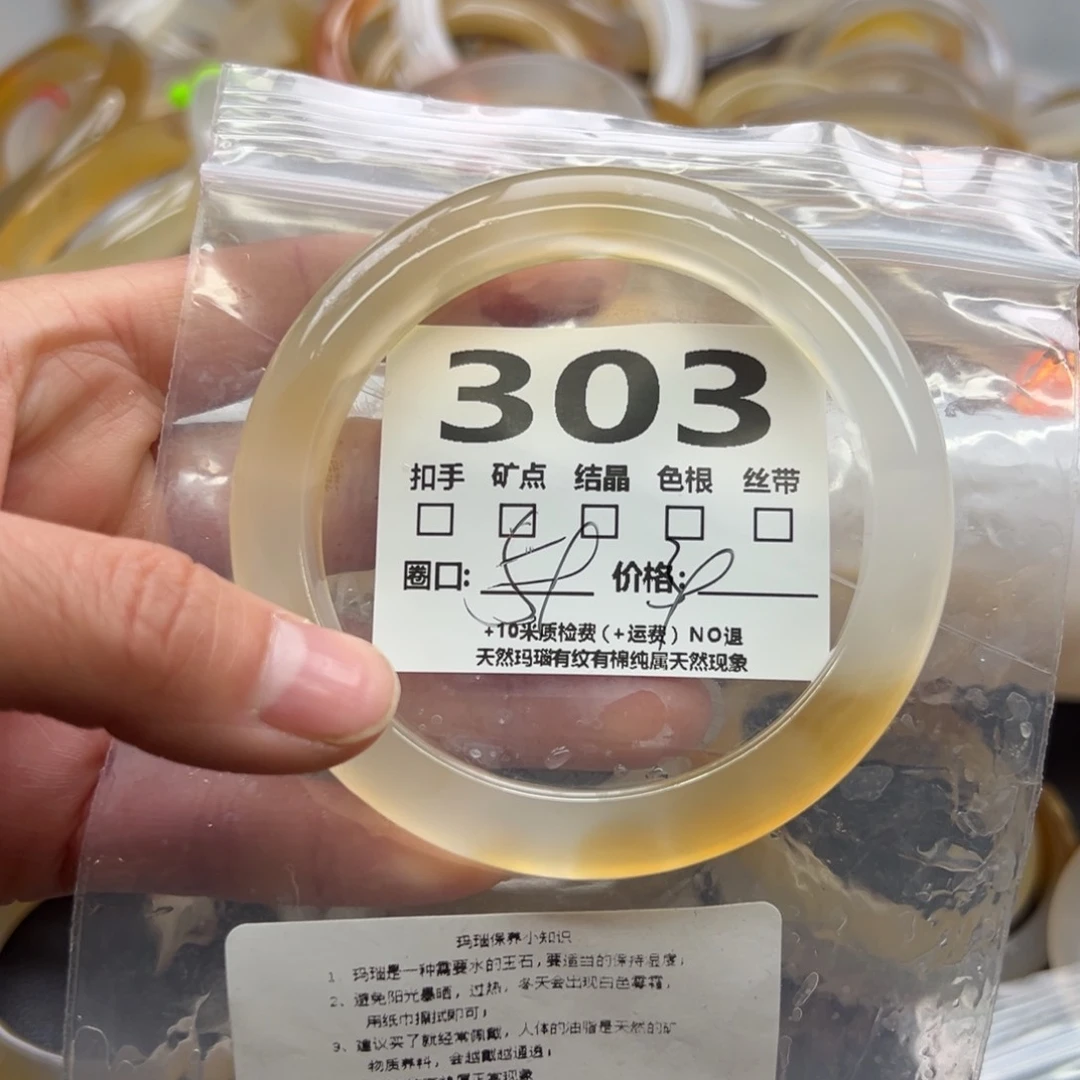 303
扣手 矿点 结晶 色根 丝带
圈口: 价格:
+10米质检费(+运费) NO退
天然玛瑙有纹有棉纯属天然现象
玛瑙保养小知识
1、玛瑙是一种需要水的玉石,要适当的保持湿度;
2、避免阳光暴晒,过热,冬天会出现白色雾霜,
用纸巾擦拭即可;
3、建议买了就经常佩戴,人体的油脂是天然的矿
物质养料,会越戴越通透;
正常现象